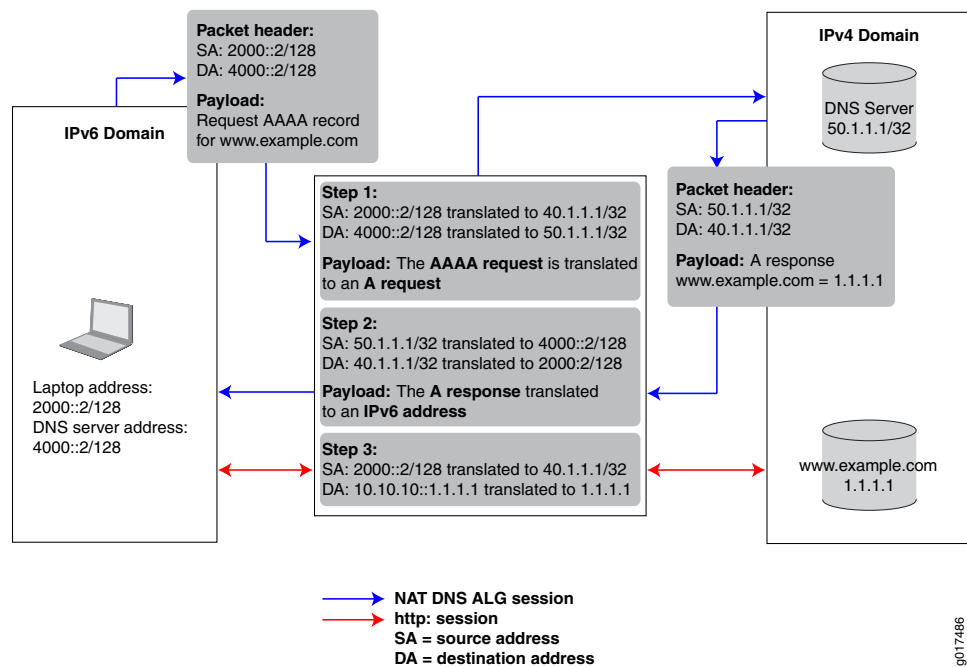 Packet header:
SA: 2000::2/128
DA: 4000::2/128
Payload:
Request AAAA record
for www.example.com
IPv6 Domain
Laptop address:
2000::2/128
DNS server address:
4000::2/128
Step 1:
SA: 2000::2/128 translated to 40.1.1.1/32
DA: 4000::2/128 translated to 50.1.1.1/32
Payload: The AAAA request is translated
to an A request
Step 2:
SA: 50.1.1.1/32 translated to 4000::2/128
DA: 40.1.1.1/32 translated to 2000:2/128
Payload: The A response translated
to an IPv6 address
Step 3:
SA: 2000::2/128 translated to 40.1.1.1/32
DA: 10.10.10::1.1.1.1 translated to 1.1.1.1
IPv4 Domain
DNS Server
50.1.1.1/32
Packet header:
SA: 50.1.1.1/32
DA: 40.1.1.1/32
Payload: A response
www.example.com = 1.1.1.1
www.example.com
1.1.1.1
NAT DNS ALG session
http: session
SA = source address
DA = destination address
g017486